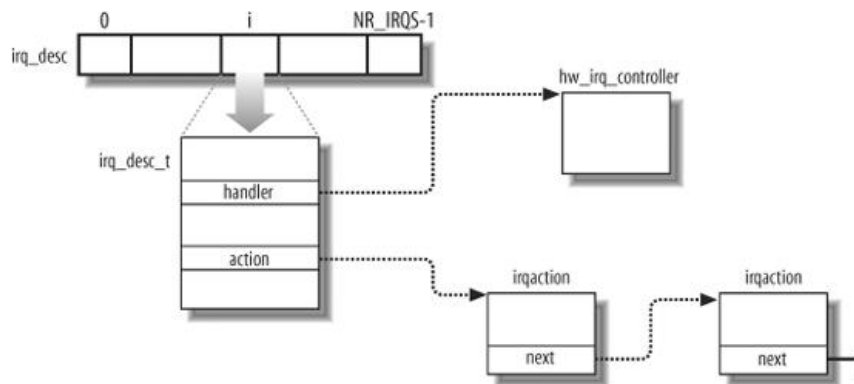 0 i NR_IRQS-1
irq_desc
hw_irq_controller
irq_desc_t
handler
action
irqaction irqaction
next next